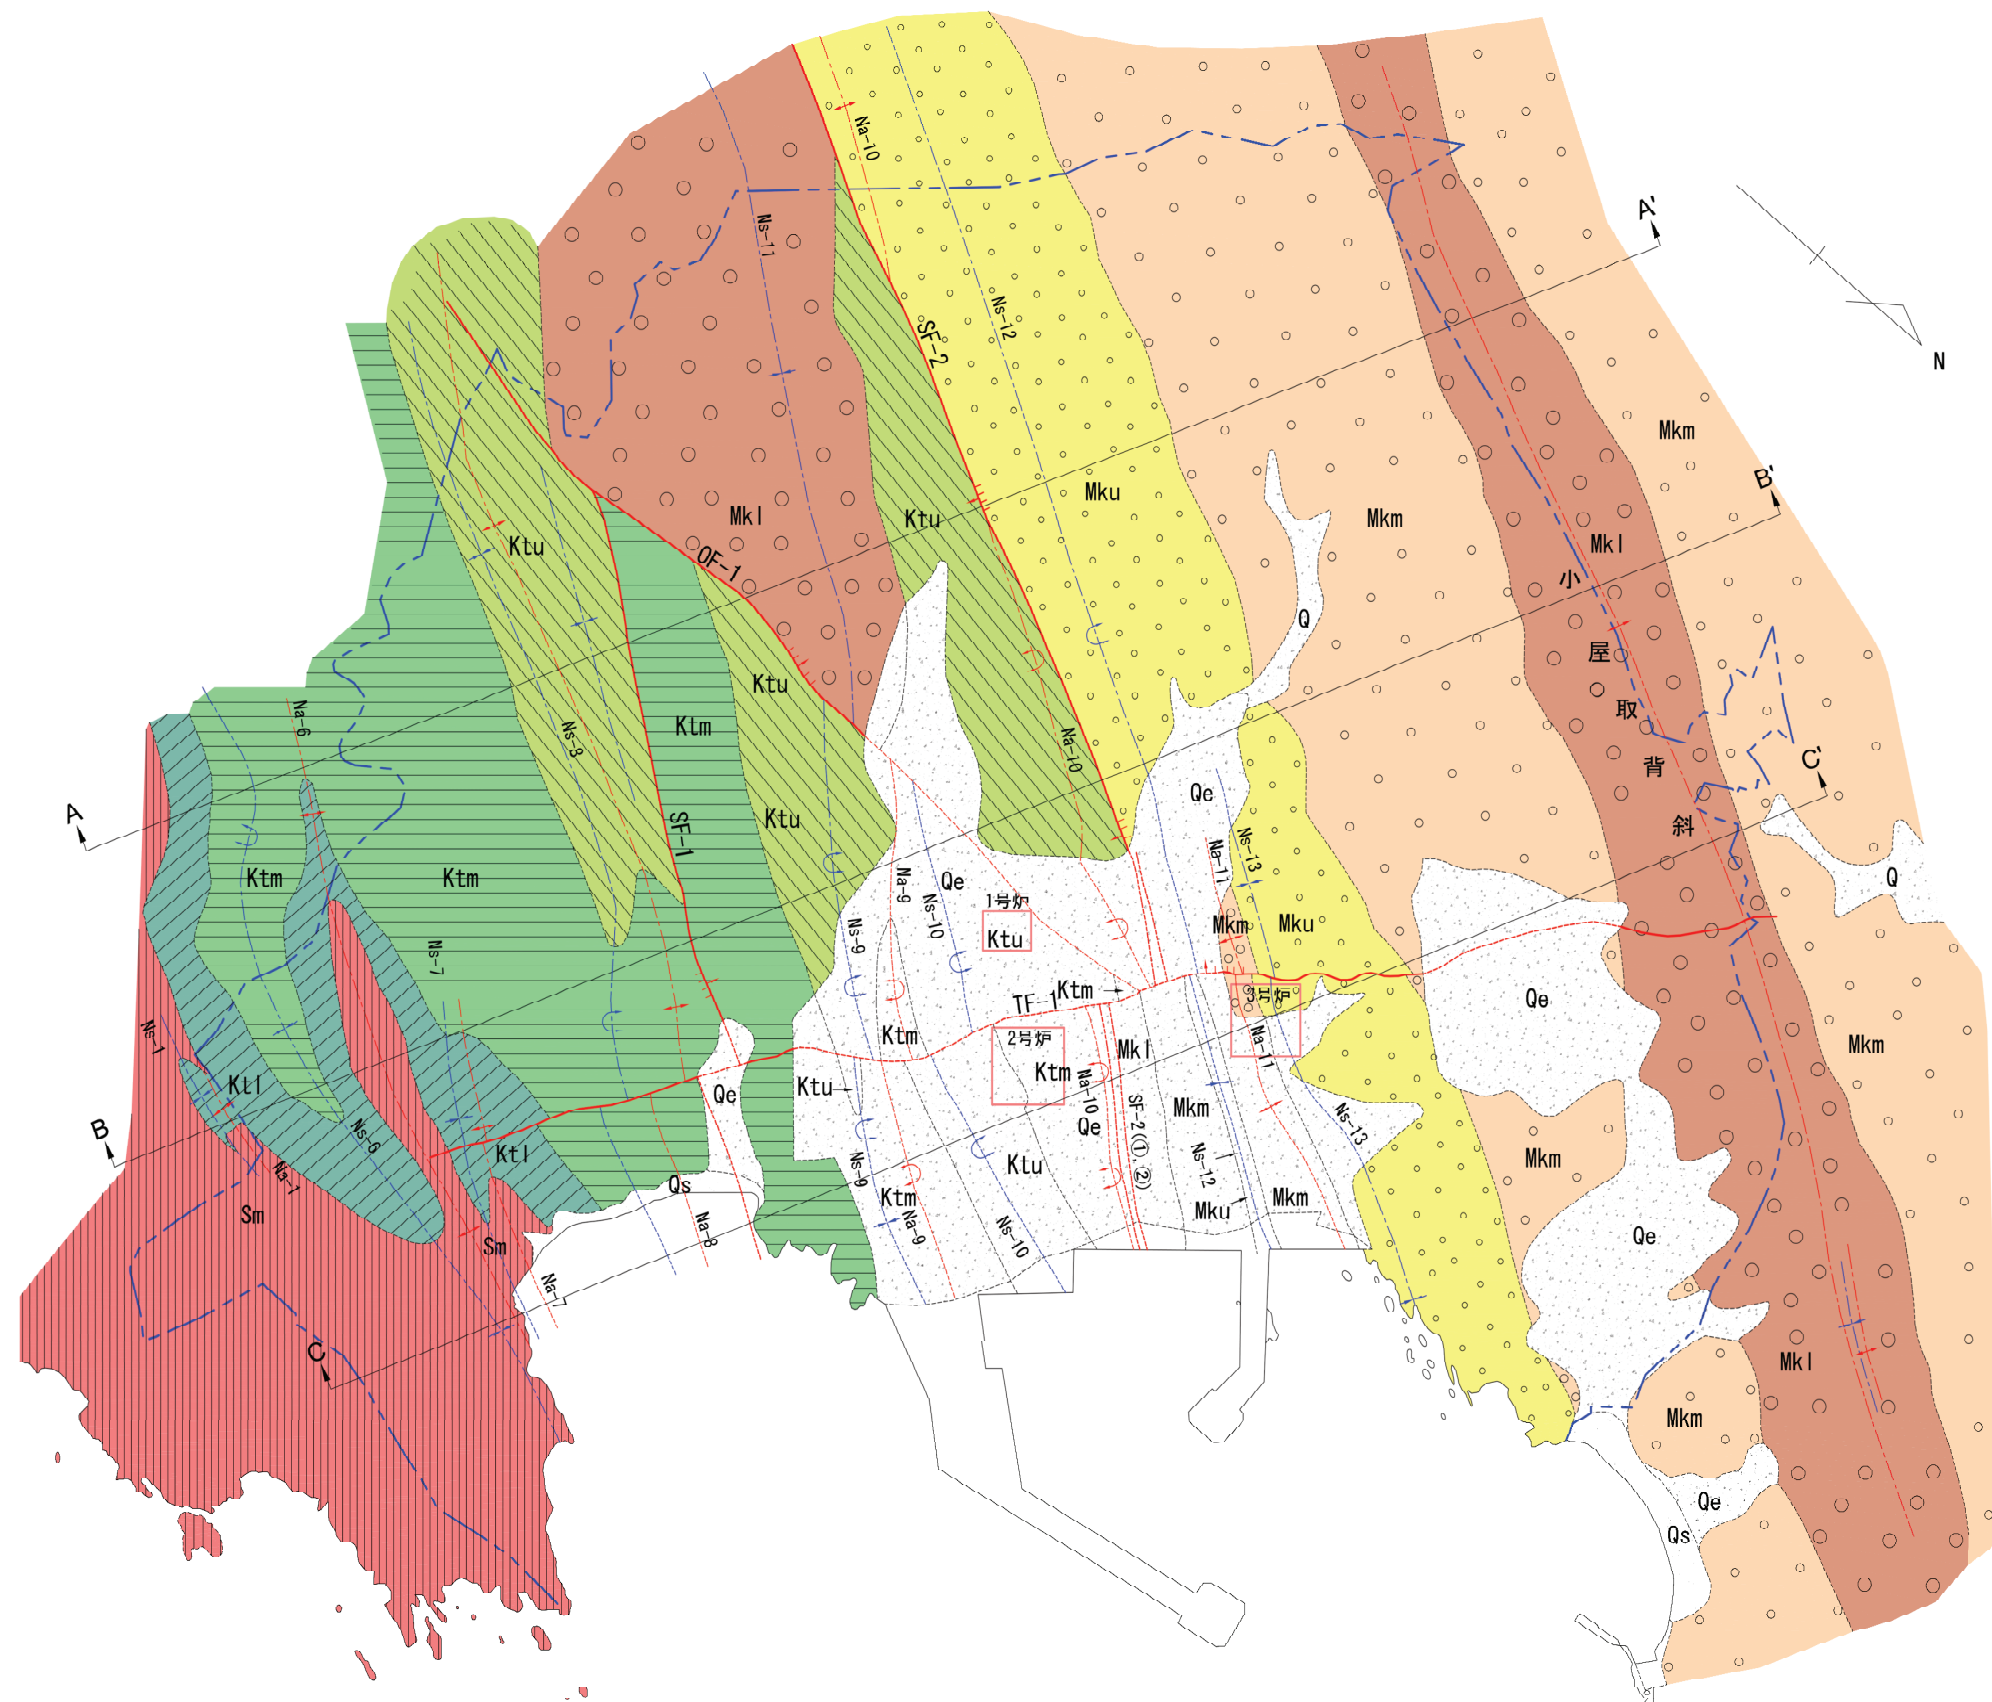 Na-10
A'
Ns-11
Ns-12
SF-2
N
Mkm
B'
Mku
Mkl
Ktu
Mkm
Ktu
Mkl
OF-1
小
Q
屋
Ktu
取
Na-6
Ktm
Ns-3
Na-10
背
C'
Qe
A
Ktu
SF-1
斜
Ns-13
Na-11
Ktm
Ktm
Na-9
Qe
Q
1号炉
Ns-10
Mkm
Mku
Ns-9
Ktu
Ns-7
Ktm
3号炉
Qe
TF-1
Ns-1
Ktm
2号炉
Mkl
Na-11
Mkm
Ktl
Ktu
Ktm
Qe
Na-10
Mkm
B
Qe
SF-2(①,②)
Ns-13
Ns-6
Ktl
Ktu
Ns-12
Mkm
Na-1
Ns-9
Qs
Ktm
Mku
Mkm
Sm
Na-8
Na-9
Ns-10
Qe
Sm
Na-7
C
Mkl
Mkm
Qe
Qs